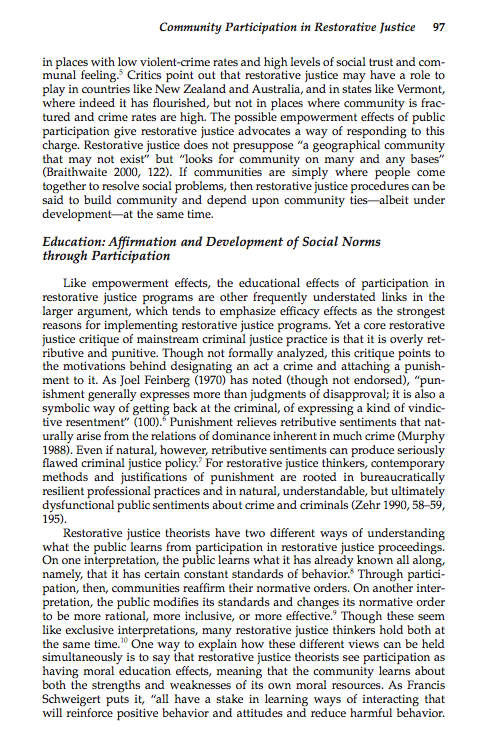 Community Participation in Restorative Justice 97
in places with low violent-crime rates and high levels of social trust and com-
munal feeling.⁵ Critics point out that restorative justice may have a role to
play in countries like New Zealand and Australia, and in states like Vermont,
where indeed it has flourished, but not in places where community is frac-
tured and crime rates are high. The possible empowerment effects of public
participation give restorative justice advocates a way of responding to this
charge. Restorative justice does not presuppose “a geographical community
that may not exist” but “looks for community on many and any bases”
(Braithwaite 2000, 122). If communities are simply where people come
together to resolve social problems, then restorative justice procedures can be
said to build community and depend upon community ties—albeit under
development—at the same time.
Education: Affirmation and Development of Social Norms
through Participation
Like empowerment effects, the educational effects of participation in
restorative justice programs are other frequently understated links in the
larger argument, which tends to emphasize efficacy effects as the strongest
reasons for implementing restorative justice programs. Yet a core restorative
justice critique of mainstream criminal justice practice is that it is overly ret-
ributive and punitive. Though not formally analyzed, this critique points to
the motivations behind designating an act a crime and attaching a punish-
ment to it. As Joel Feinberg (1970) has noted (though not endorsed), “pun-
ishment generally expresses more than judgments of disapproval; it is also a
symbolic way of getting back at the criminal, of expressing a kind of vindic-
tive resentment” (100).⁶ Punishment relieves retributive sentiments that nat-
urally arise from the relations of dominance inherent in much crime (Murphy
1988). Even if natural, however, retributive sentiments can produce seriously
flawed criminal justice policy.⁷ For restorative justice thinkers, contemporary
methods and justifications of punishment are rooted in bureaucratically
resilient professional practices and in natural, understandable, but ultimately
dysfunctional public sentiments about crime and criminals (Zehr 1990, 58–59,
195).
Restorative justice theorists have two different ways of understanding
what the public learns from participation in restorative justice proceedings.
On one interpretation, the public learns what it has already known all along,
namely, that it has certain constant standards of behavior.⁸ Through partici-
pation, then, communities reaffirm their normative orders. On another inter-
pretation, the public modifies its standards and changes its normative order
to be more rational, more inclusive, or more effective.⁹ Though these seem
like exclusive interpretations, many restorative justice thinkers hold both at
the same time.¹⁰ One way to explain how these different views can be held
simultaneously is to say that restorative justice theorists see participation as
having moral education effects, meaning that the community learns about
both the strengths and weaknesses of its own moral resources. As Francis
Schweigert puts it, “all have a stake in learning ways of interacting that
will reinforce positive behavior and attitudes and reduce harmful behavior.